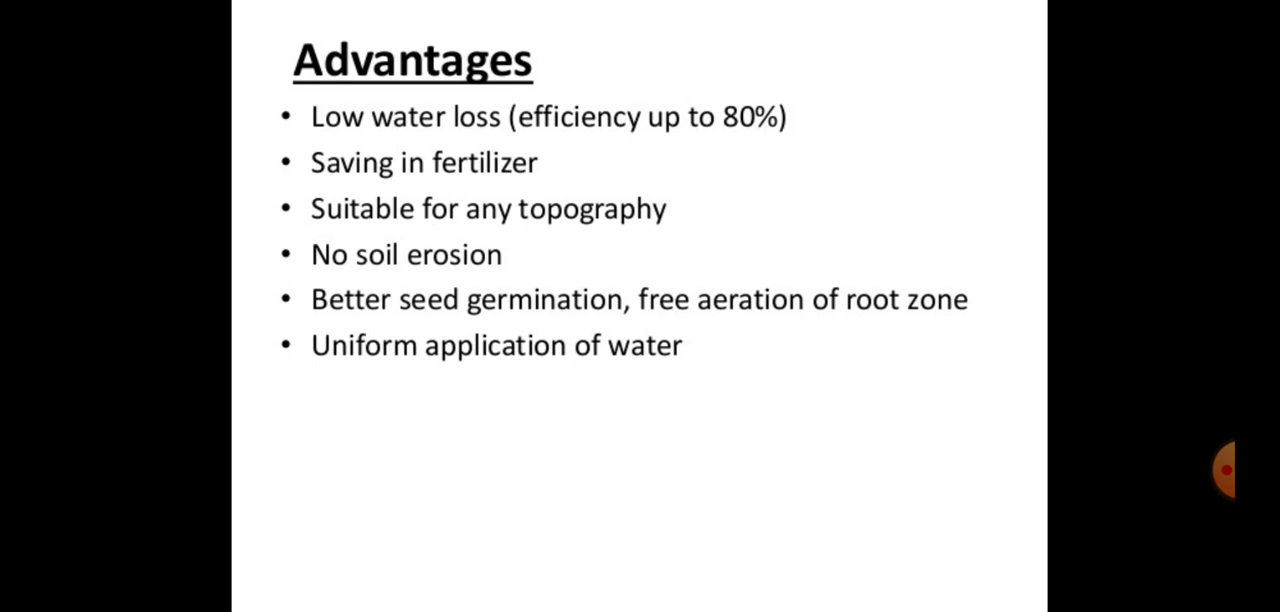 Advantages
• Low water loss (efficiency up to 80%)
• Saving in fertilizer
• Suitable for any topography
• No soil erosion
• Better seed germination, free aeration of root zone
• Uniform application of water